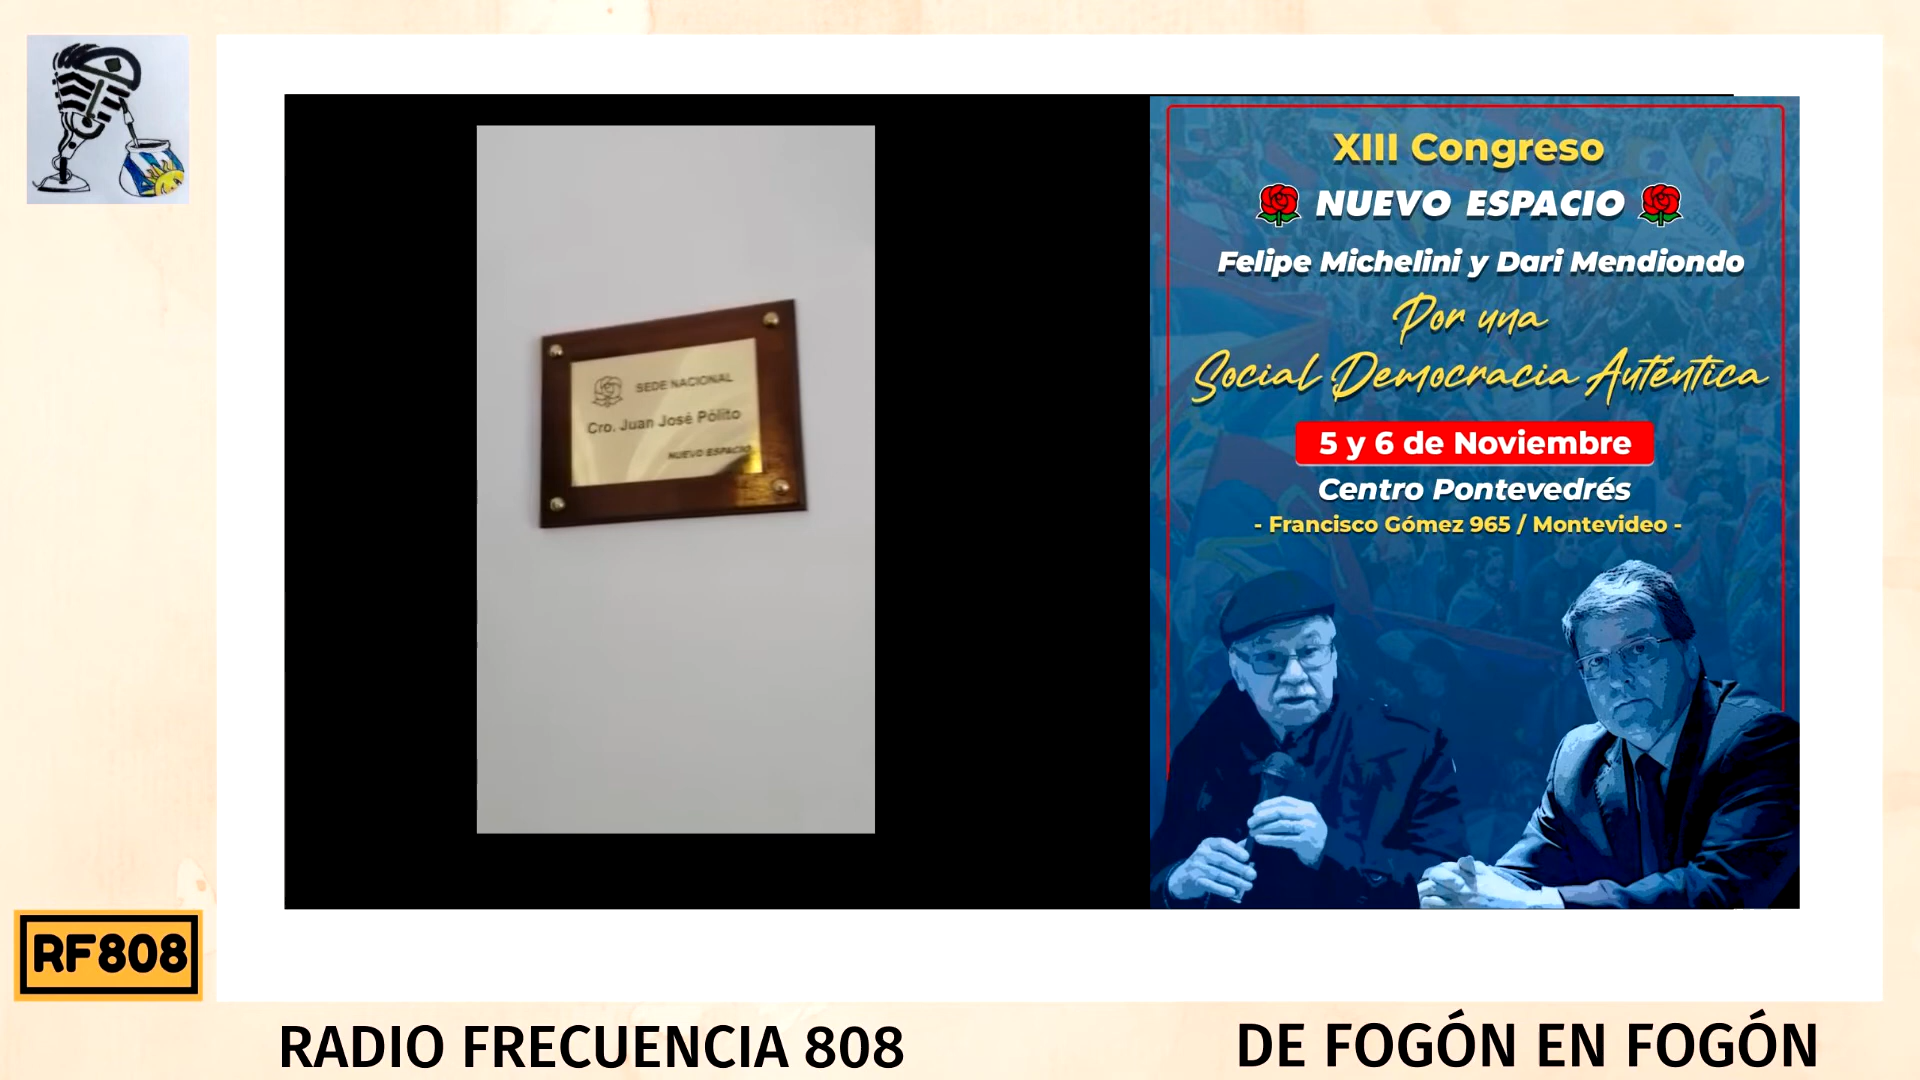 SEDE NACIONAL
Cro. Juan José Pólito
NUEVO ESPACIO
XIII Congreso
NUEVO ESPACIO
Felipe Michelini y Dari Mendiondo
Por una
Social Democracia Auténtica
5 y 6 de Noviembre
Centro Pontevedrés
- Francisco Gómez 965 / Montevideo -
RF808
RADIO FRECUENCIA 808
DE FOGÓN EN FOGÓN